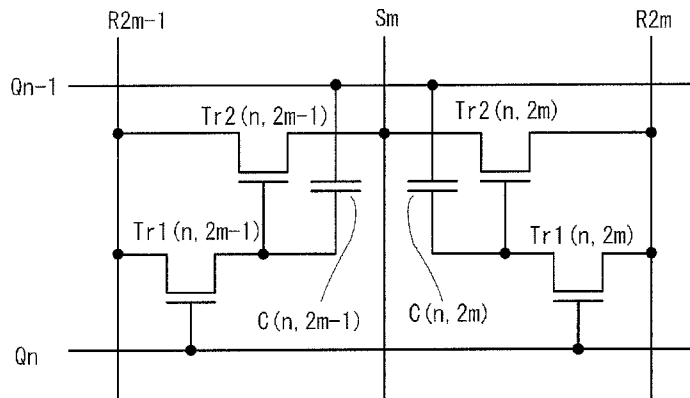 R2m-1 Sm R2m
Qn-1
Tr2(n, 2m-1) Tr2(n, 2m)
Tr1(n, 2m-1) Tr1(n, 2m)
C(n, 2m-1) C(n, 2m)
Qn